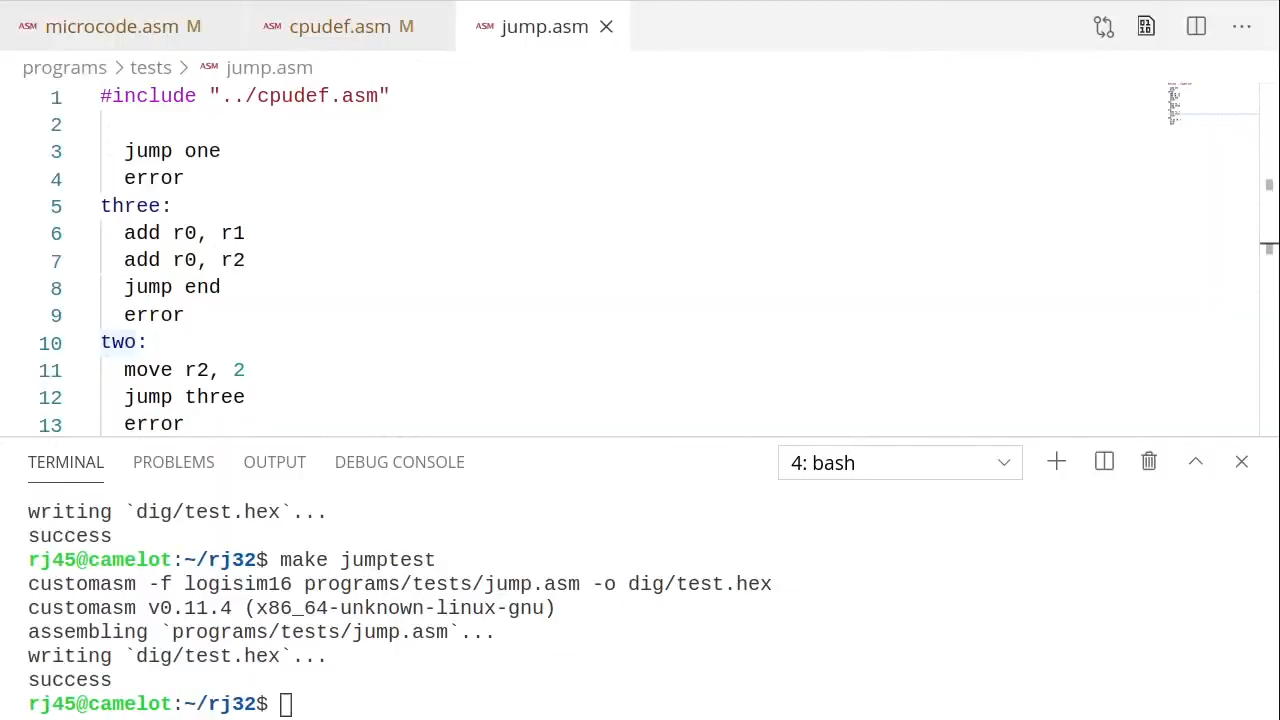 ASM microcode.asm M ASM cpudef.asm M ASM jump.asm
programs > tests > ASM jump.asm
1 #include "../cpudef.asm"
2
3 jump one
4 error
5 three:
6 add r0, r1
7 add r0, r2
8 jump end
9 error
10 two:
11 move r2, 2
12 jump three
13 error
TERMINAL PROBLEMS OUTPUT DEBUG CONSOLE 4: bash
writing `dig/test.hex`...
success
rj45@camelot:~/rj32$ make jumptest
customasm -f logisim16 programs/tests/jump.asm -o dig/test.hex
customasm v0.11.4 (x86_64-unknown-linux-gnu)
assembling `programs/tests/jump.asm`...
writing `dig/test.hex`...
success
rj45@camelot:~/rj32$